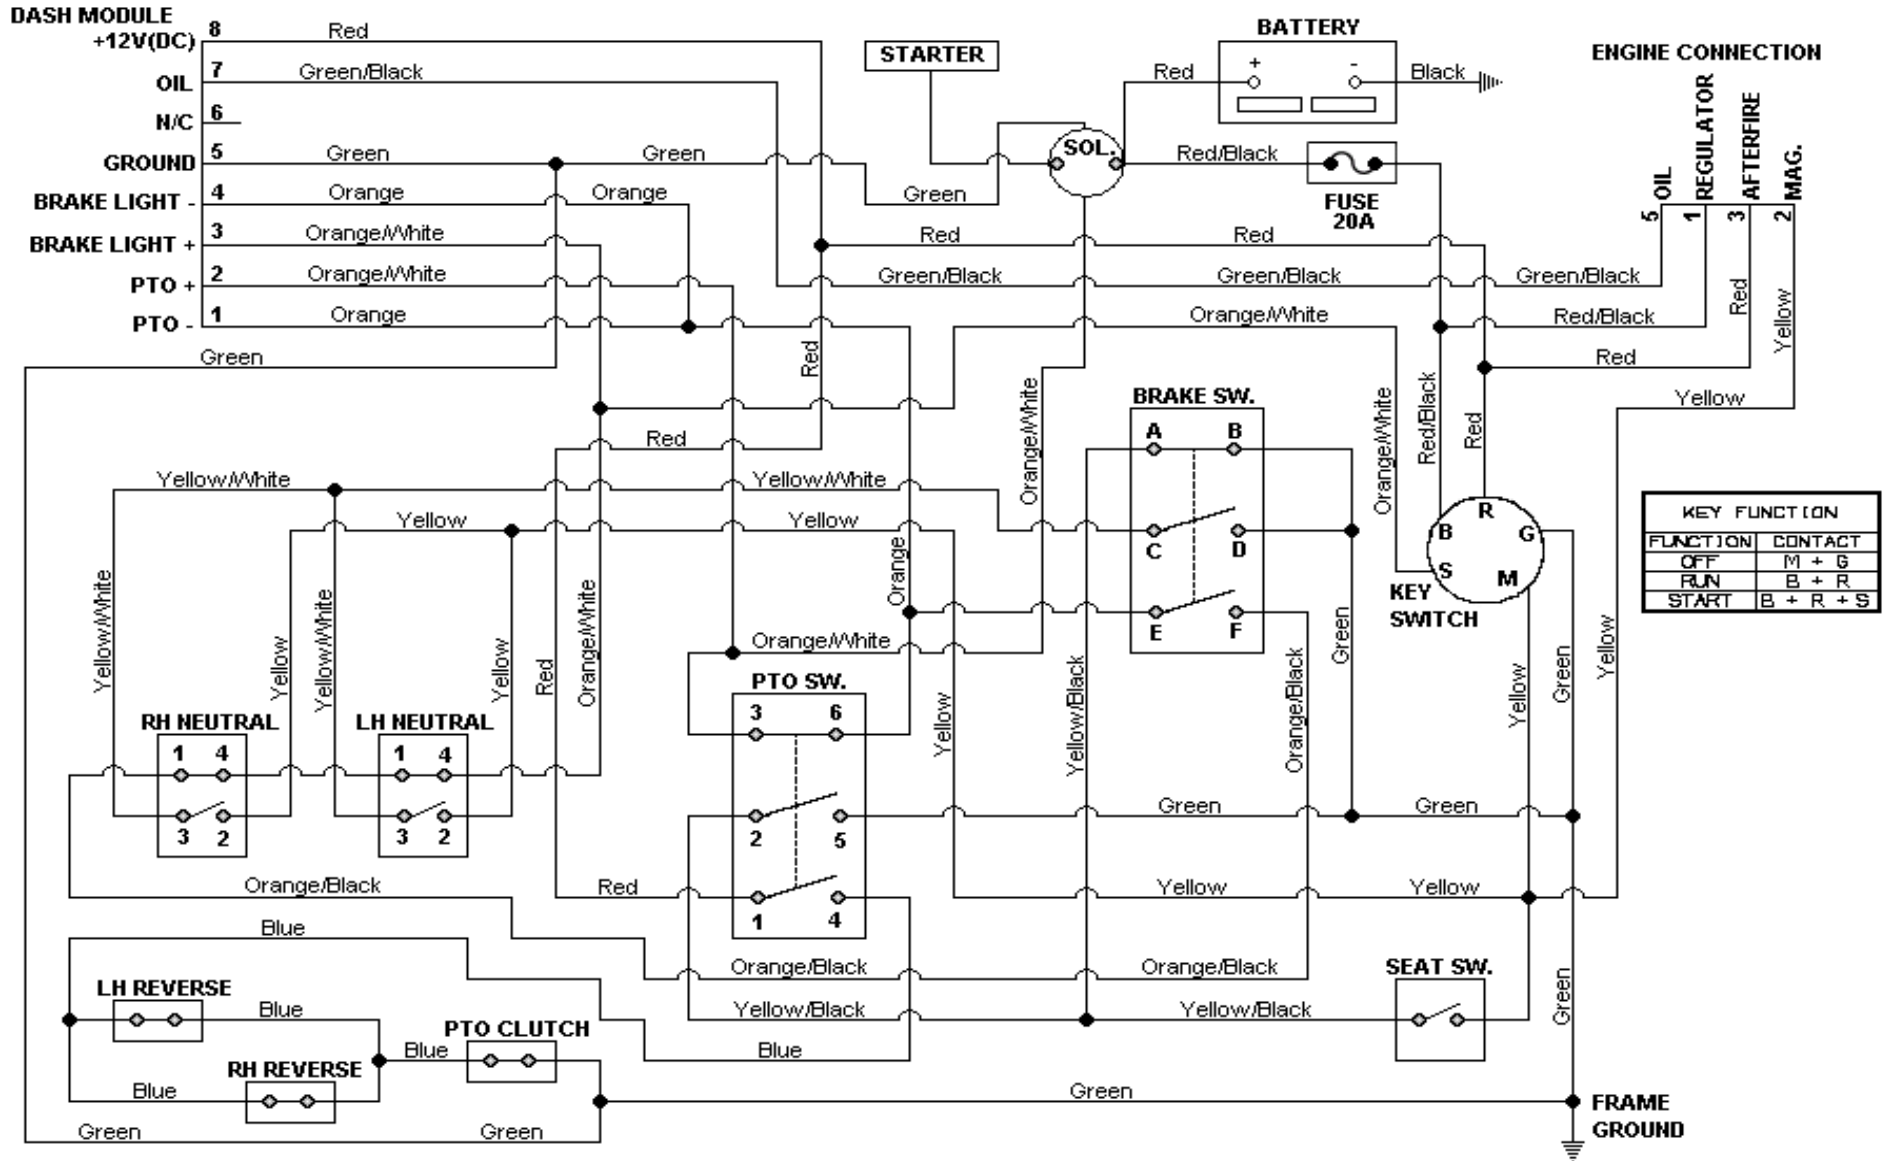 DASH MODULE
+12V(DC)
8
Red
OIL
7
Green/Black
N/C
6
GROUND
5
Green
Green
Green
BRAKE LIGHT -
4
Orange
Orange
BRAKE LIGHT +
3
Orange/White
PTO +
2
Orange/White
PTO -
1
Orange
Green
STARTER
SOL.
BATTERY
+
-
Red
Black
Red/Black
FUSE
20A
ENGINE CONNECTION
OIL
REGULATOR
AFTERFIRE
MAG.
5
1
3
2
Red
Red
Green/Black
Green/Black
Green/Black
Orange/White
Red/Black
Red
Yellow
Red
Yellow
Red
Red
Orange/White
BRAKE SW.
A
B
C
D
E
F
Orange/White
Red/Black
Red
KEY
SWITCH
R
B
G
S
M
KEY FUNCTION
FUNCTION CONTACT
OFF M + G
RUN B + R
START B + R + S
Yellow/White
Yellow/White
Yellow
Yellow
Orange
Orange/White
Yellow/White
Yellow
Yellow/White
Yellow
Red
Orange/White
Yellow
Yellow/Black
Orange/Black
Green
Yellow
Green
Yellow
RH NEUTRAL
1
4
3
2
LH NEUTRAL
1
4
3
2
PTO SW.
3
6
2
5
1
4
Green
Green
Orange/Black
Red
Yellow
Yellow
Blue
Orange/Black
Orange/Black
SEAT SW.
LH REVERSE
Blue
Yellow/Black
Yellow/Black
Green
PTO CLUTCH
Blue
Blue
RH REVERSE
Blue
Green
FRAME
GROUND
Green
Green